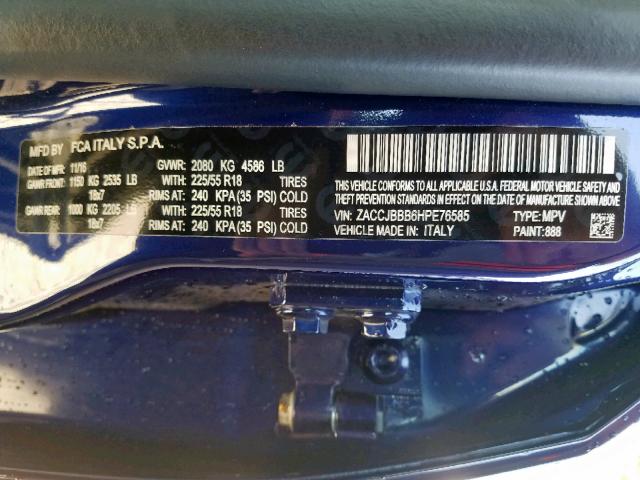 MFD BY FCA ITALY S.P.A.
DATE OF MFD: 11/16 GVWR: 2080 KG 4586 LB
GAWR FRONT: 1150 KG 2535 LB WITH: 225/55 R18 TIRES
18x7 RIMS AT: 240 KPA(35 PSI) COLD
GAWR REAR: 1000 KG 2205 LB WITH: 225/55 R18 TIRES
18x7 RIMS AT: 240 KPA(35 PSI) COLD
THIS VEHICLE CONFORMS TO ALL APPLICABLE U.S. FEDERAL MOTOR VEHICLE SAFETY, BUMPER AND
THEFT PREVENTION STANDARDS IN EFFECT ON THE DATE OF MANUFACTURE SHOWN ABOVE
VIN: ZACCJBBB6HPE76585 TYPE: MPV
VEHICLE MADE IN: ITALY PAINT: 888